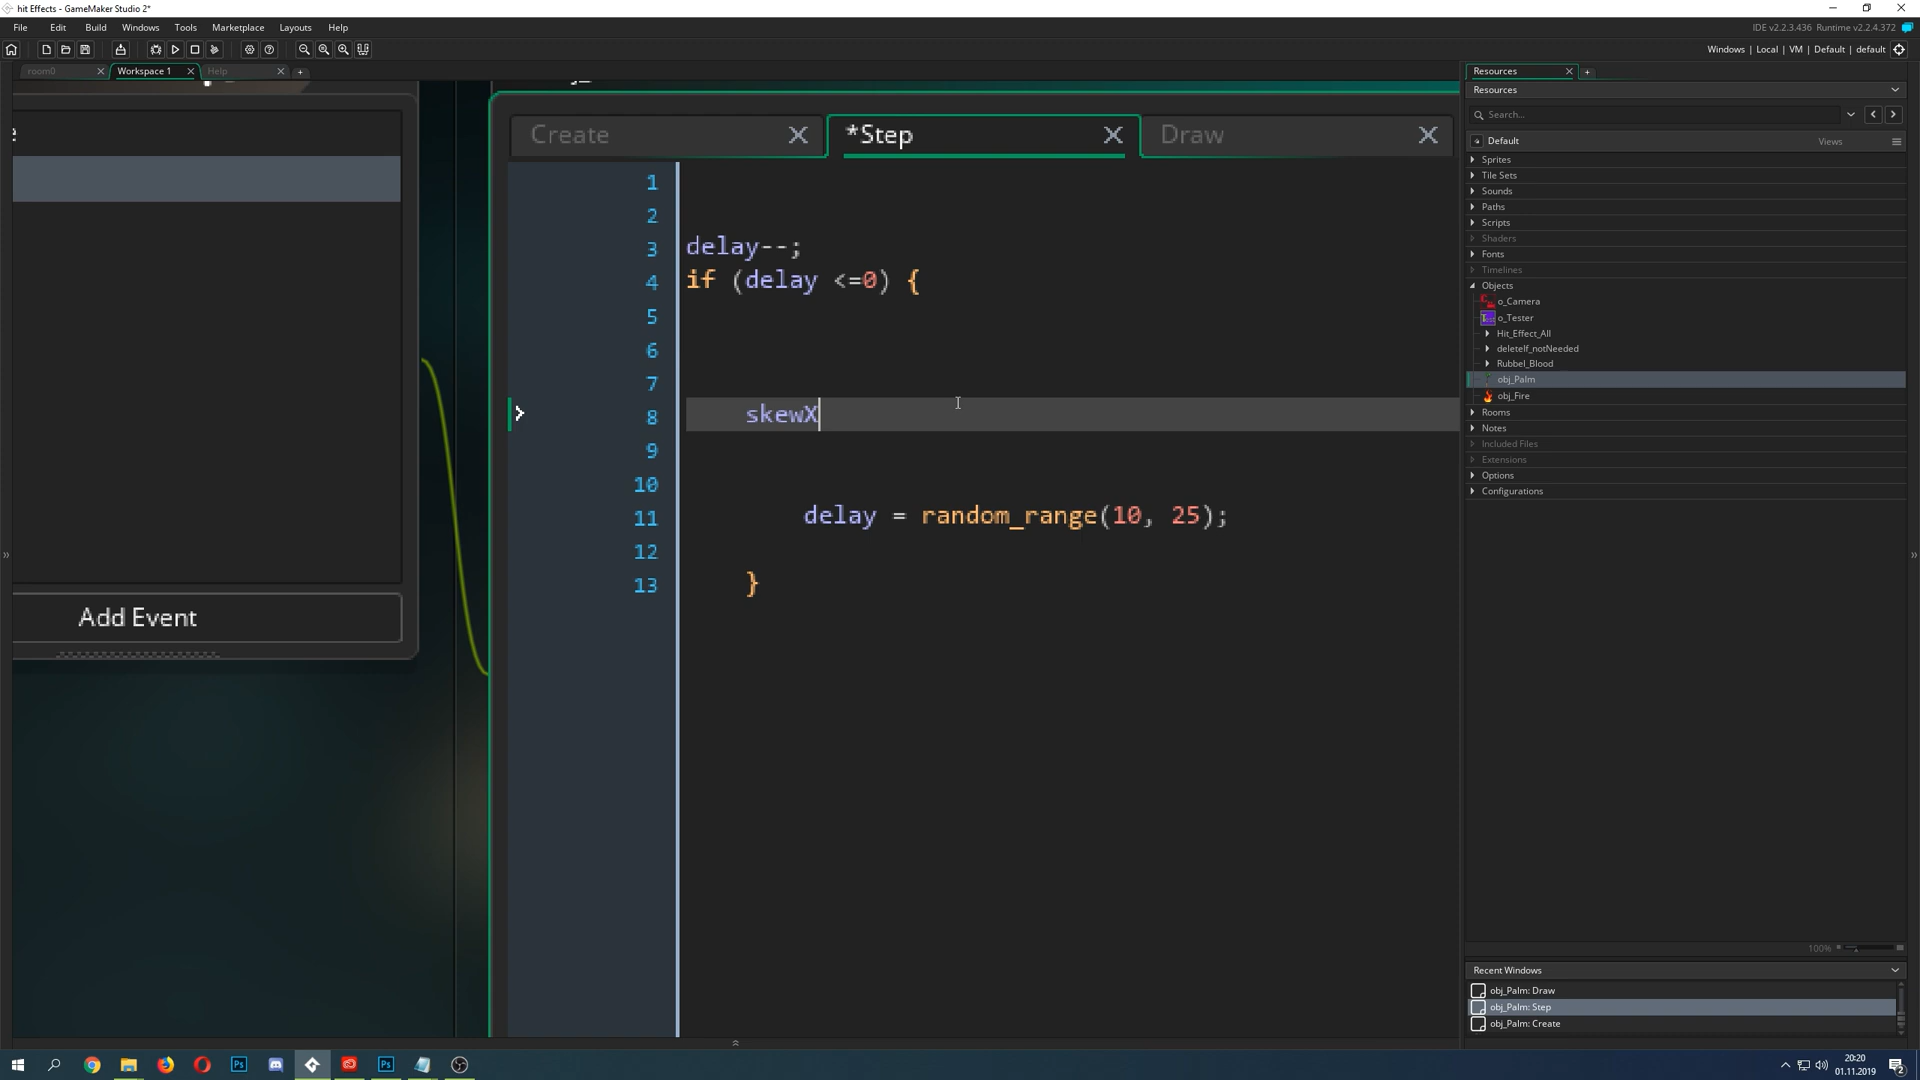 hit Effects - GameMaker Studio 2*
File Edit Build Windows Tools Marketplace Layouts Help
IDE v2.2.3.436 Runtime v2.2.4.372
Windows | Local | VM | Default | default
room0
Workspace 1
Help
Create
*Step
Draw
1
2
3 delay--;
4 if (delay <=0) {
5
6
7
8 skewX
9
10
11 delay = random_range(10, 25);
12
13 }
Add Event
Resources
Resources
Search...
Default
Views
Sprites
Tile Sets
Sounds
Paths
Scripts
Shaders
Fonts
Timelines
Objects
o_Camera
o_Tester
Hit_Effect_All
deleteIf_notNeeded
Rubbel_Blood
obj_Palm
obj_Fire
Rooms
Notes
Included Files
Extensions
Options
Configurations
100%
Recent Windows
obj_Palm: Draw
obj_Palm: Step
obj_Palm: Create
20:20
01.11.2019